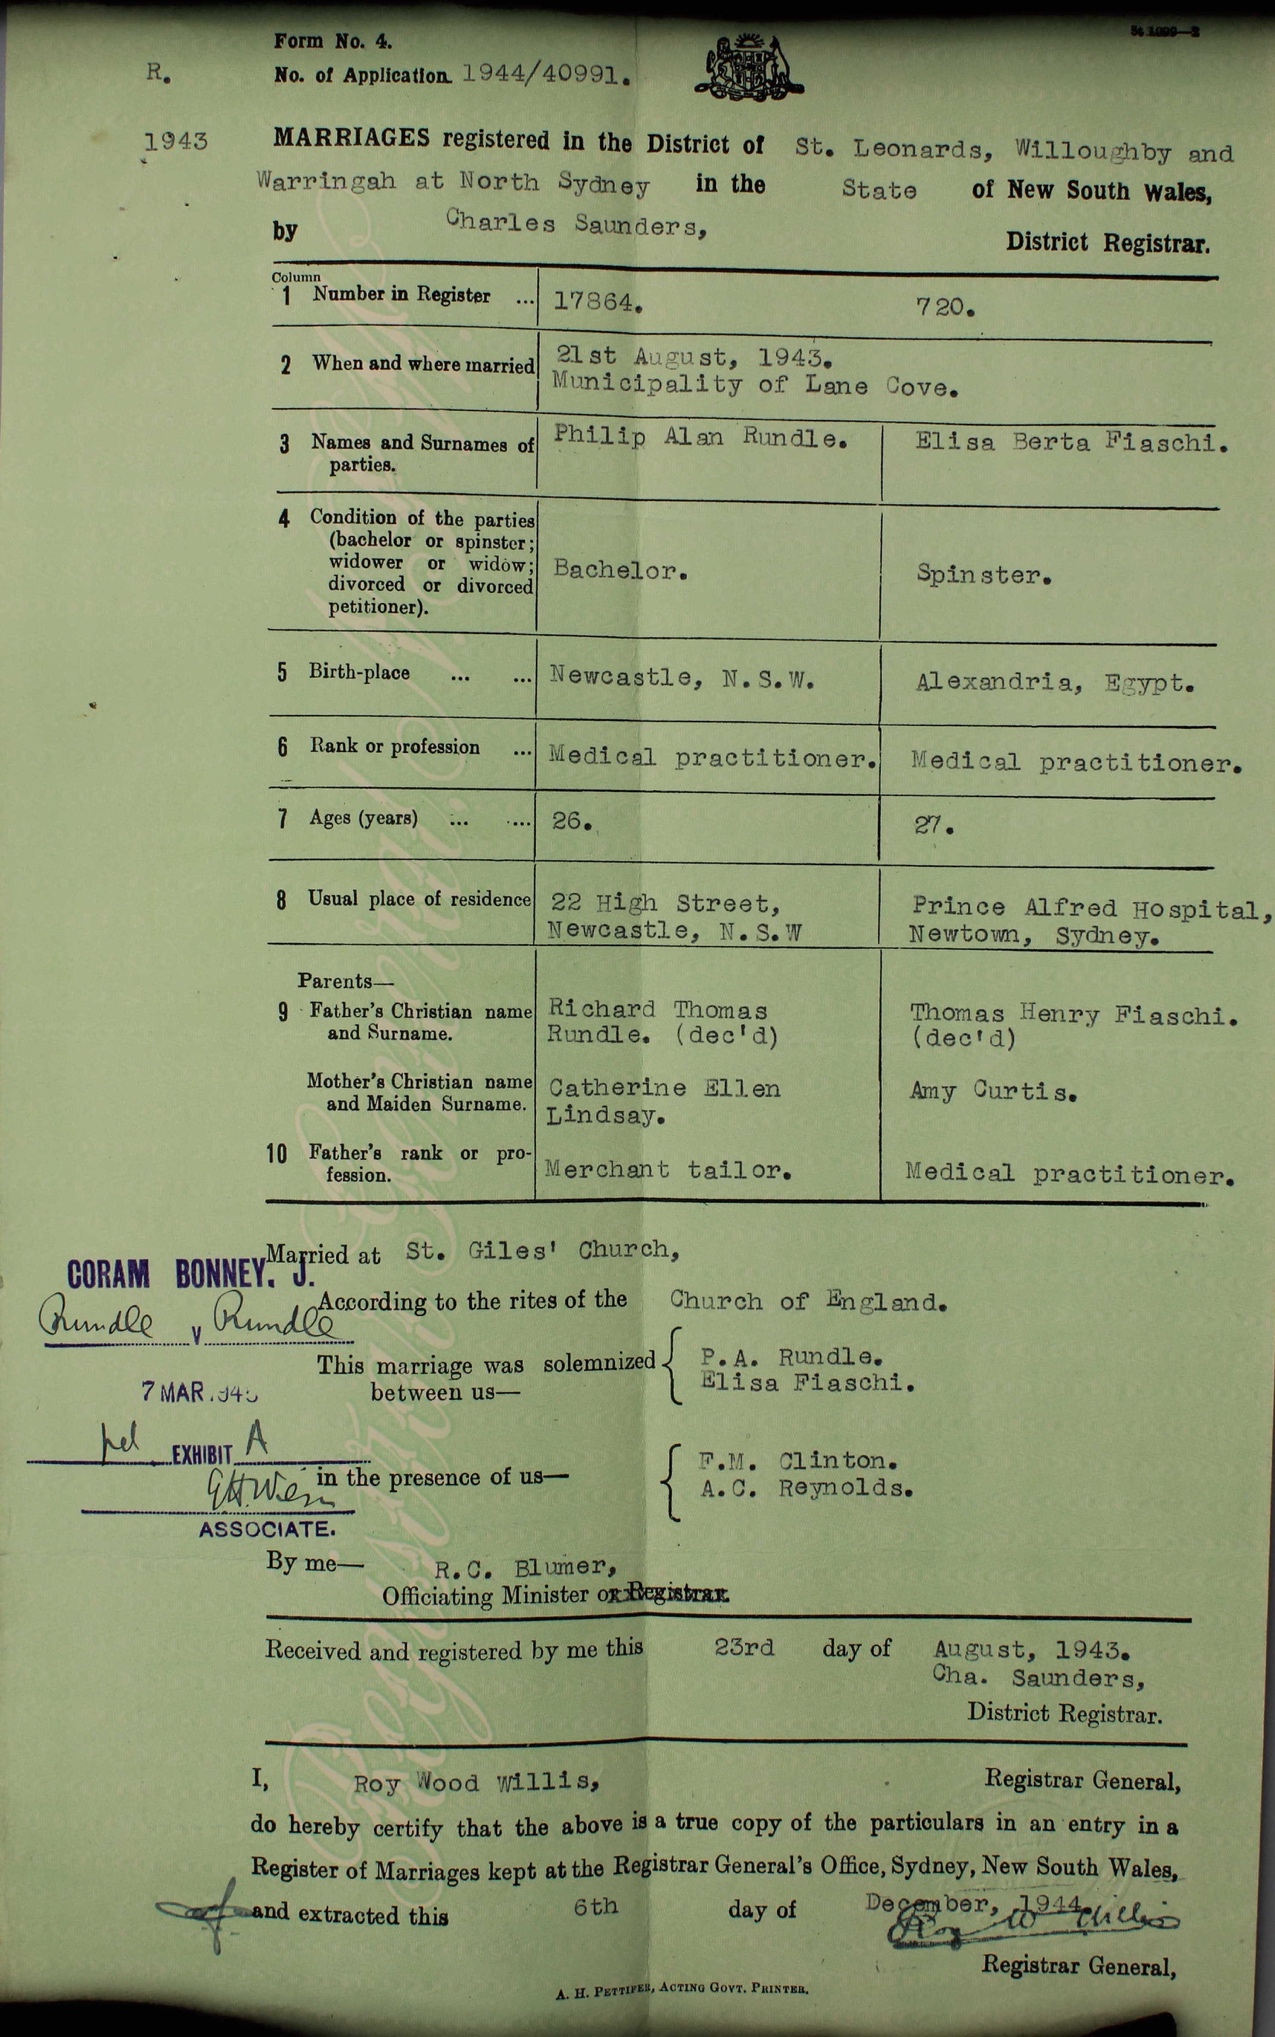 Form No. 4.
R. No. of Application 1944/40991.
1943 MARRIAGES registered in the District of St. Leonards, Willoughby and
Warringah at North Sydney in the State of New South Wales,
by Charles Saunders, District Registrar.
Column
1 Number in Register ... 17864. 720.
2 When and where married 21st August, 1943.
Municipality of Lane Cove.
3 Names and Surnames of Philip Alan Rundle. Elisa Berta Fiaschi.
parties.
4 Condition of the parties
(bachelor or spinster;
widower or widow; Bachelor. Spinster.
divorced or divorced
petitioner).
5 Birth-place ... ... Newcastle, N.S.W. Alexandria, Egypt.
6 Rank or profession ... Medical practitioner. Medical practitioner.
7 Ages (years) ... ... 26. 27.
8 Usual place of residence 22 High Street, Prince Alfred Hospital,
Newcastle, N.S.W Newtown, Sydney.
Parents—
9 Father's Christian name Richard Thomas Thomas Henry Fiaschi.
and Surname. Rundle. (dec'd) (dec'd)
Mother's Christian name Catherine Ellen Amy Curtis.
and Maiden Surname. Lindsay.
10 Father's rank or pro-
fession. Merchant tailor. Medical practitioner.
Married at St. Giles' Church,
CORAM BONNEY. J.
According to the rites of the Church of England.
Rundle v Rundle
This marriage was solemnized P.A. Rundle.
between us— Elisa Fiaschi.
7 MAR
pet EXHIBIT A
in the presence of us— F.M. Clinton.
A.C. Reynolds.
ASSOCIATE.
By me— R.C. Blumer,
Officiating Minister or Registrar.
Received and registered by me this 23rd day of August, 1943.
Cha. Saunders,
District Registrar.
I, Roy Wood Willis, Registrar General,
do hereby certify that the above is a true copy of the particulars in an entry in a
Register of Marriages kept at the Registrar General's Office, Sydney, New South Wales,
and extracted this 6th day of December, 1944.
Roy W Willis
Registrar General,
A. H. PETTIFER, ACTING GOVT. PRINTER.